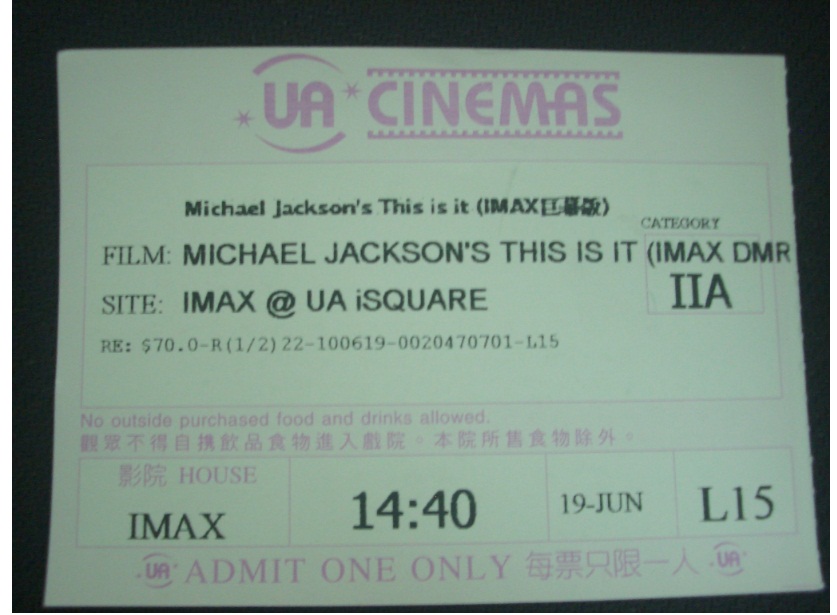 UA CINEMAS
Michael Jackson's This is it (IMAX巨幕版)
CATEGORY
FILM: MICHAEL JACKSON'S THIS IS IT (IMAX DMR
IIA
SITE: IMAX @ UA iSQUARE
RE: $70.0-R(1/2)22-100619-0020470701-L15
No outside purchased food and drinks allowed.
觀眾不得自携飲品食物進入戲院。本院所售食物除外。
影院 HOUSE
IMAX
14:40
19-JUN
L15
UA ADMIT ONE ONLY 每票只限一人 UA